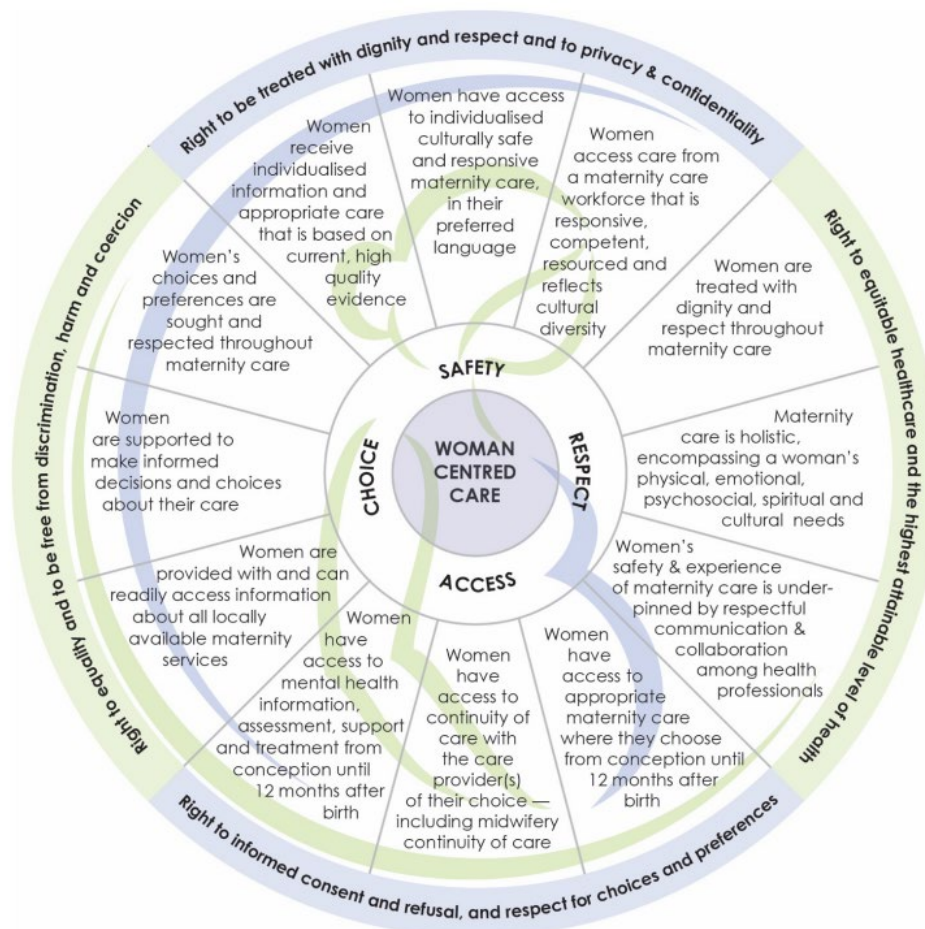 Right to be treated with dignity and respect and to privacy & confidentiality
Right to equitable healthcare and the highest attainable level of health
Right to informed consent and refusal, and respect for choices and preferences
Right to equality and to be free from discrimination, harm and coercion
Women have access
to individualised
culturally safe
and responsive
maternity care,
in their
preferred
language
Women
access care from
a maternity care
workforce that is
responsive,
competent,
resourced and
reflects
cultural
diversity
Women are
treated with
dignity and
respect throughout
maternity care
Maternity
care is holistic,
encompassing a woman's
physical, emotional,
psychosocial, spiritual and
cultural needs
Women's
safety & experience
of maternity care is under-
pinned by respectful
communication &
collaboration
among health
professionals
Women
have
access to
appropriate
maternity care
where they choose
from conception until
12 months after
birth
Women
have
access to
continuity of
care with
the care
provider(s)
of their choice —
including midwifery
continuity of care
Women
have
access to
mental health
information,
assessment, support
and treatment from
conception until
12 months after
birth
Women are
provided with and can
readily access information
about all locally
available maternity
services
Women
are supported to
make informed
decisions and choices
about their care
Women's
choices and
preferences are
sought and
respected throughout
maternity care
Women
receive
individualised
information and
appropriate care
that is based on
current, high
quality
evidence
SAFETY
RESPECT
ACCESS
CHOICE
WOMAN
CENTRED
CARE